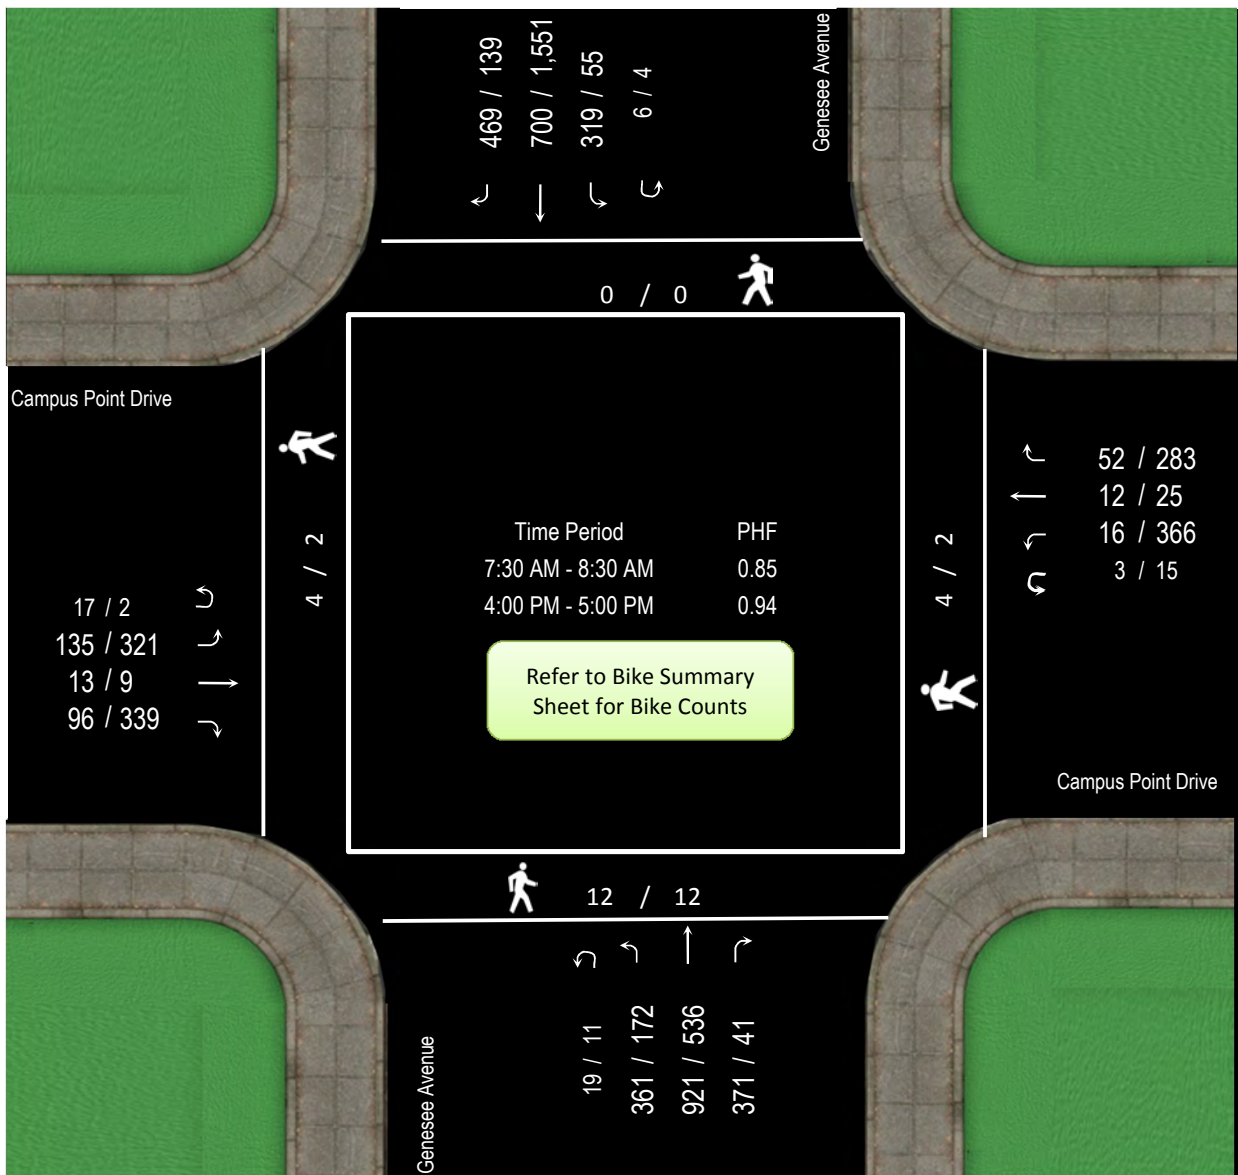 469 / 139
700 / 1,551
319 / 55
6 / 4
Genesee Avenue
0 / 0
Campus Point Drive
4 / 2
17 / 2
135 / 321
13 / 9
96 / 339
Time Period PHF
7:30 AM - 8:30 AM 0.85
4:00 PM - 5:00 PM 0.94
Refer to Bike Summary
Sheet for Bike Counts
4 / 2
52 / 283
12 / 25
16 / 366
3 / 15
Campus Point Drive
12 / 12
19 / 11
361 / 172
921 / 536
371 / 41
Genesee Avenue